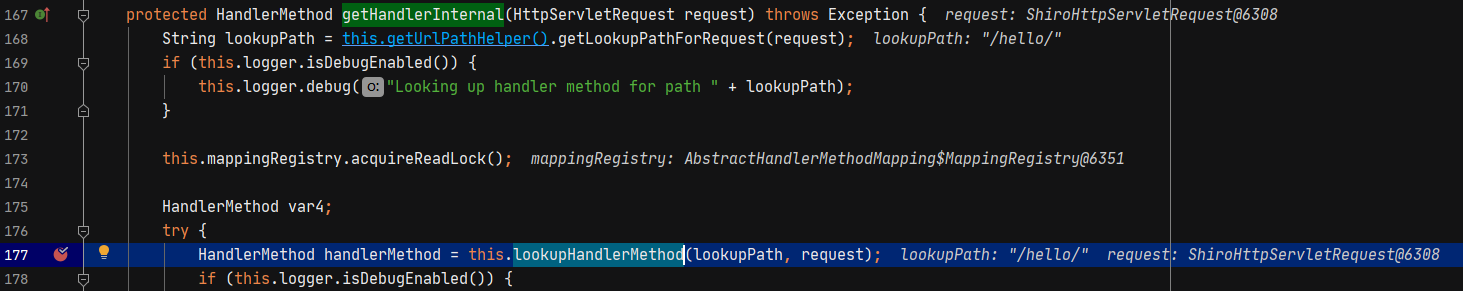 167 protected HandlerMethod getHandlerInternal(HttpServletRequest request) throws Exception { request: ShiroHttpServletRequest@6308
168 String lookupPath = this.getUrlPathHelper().getLookupPathForRequest(request); lookupPath: "/hello/"
169 if (this.logger.isDebugEnabled()) {
170 this.logger.debug( o: "Looking up handler method for path " + lookupPath);
171 }
172
173 this.mappingRegistry.acquireReadLock(); mappingRegistry: AbstractHandlerMethodMapping$MappingRegistry@6351
174
175 HandlerMethod var4;
176 try {
177 HandlerMethod handlerMethod = this.lookupHandlerMethod(lookupPath, request); lookupPath: "/hello/" request: ShiroHttpServletRequest@6308
178 if (this.logger.isDebugEnabled()) {